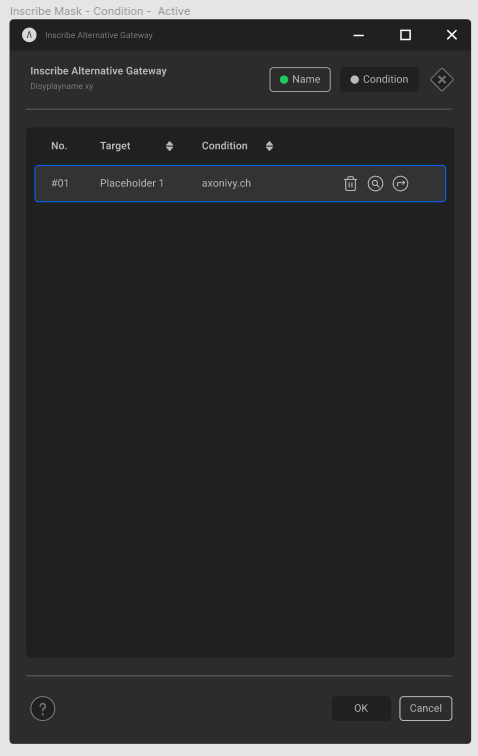 Inscribe Mask - Condition - Active
Inscribe Alternative Gateway
Inscribe Alternative Gateway
Disyplayname xy
Name
Condition
No. Target Condition
#01 Placeholder 1 axonivy.ch
?
OK
Cancel